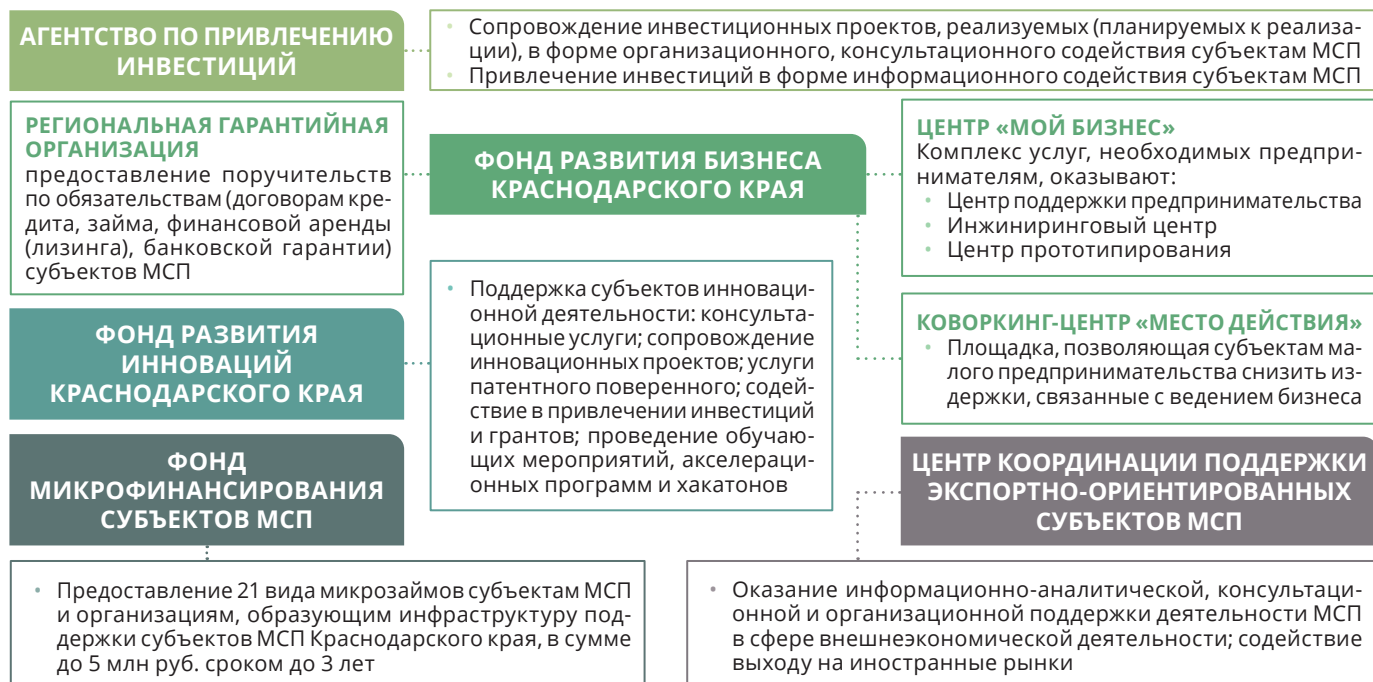 АГЕНТСТВО ПО ПРИВЛЕЧЕНИЮ
ИНВЕСТИЦИЙ
• Сопровождение инвестиционных проектов, реализуемых (планируемых к реализа-
ции), в форме организационного, консультационного содействия субъектам МСП
• Привлечение инвестиций в форме информационного содействия субъектам МСП
РЕГИОНАЛЬНАЯ ГАРАНТИЙНАЯ
ОРГАНИЗАЦИЯ
предоставление поручительств
по обязательствам (договорам кре-
дита, займа, финансовой аренды
(лизинга), банковской гарантии)
субъектов МСП
ФОНД РАЗВИТИЯ БИЗНЕСА
КРАСНОДАРСКОГО КРАЯ
ЦЕНТР «МОЙ БИЗНЕС»
Комплекс услуг, необходимых предпри-
нимателям, оказывают:
• Центр поддержки предпринимательства
• Инжиниринговый центр
• Центр прототипирования
КОВОРКИНГ-ЦЕНТР «МЕСТО ДЕЙСТВИЯ»
• Площадка, позволяющая субъектам ма-
лого предпринимательства снизить из-
держки, связанные с ведением бизнеса
ФОНД РАЗВИТИЯ
ИННОВАЦИЙ
КРАСНОДАРСКОГО КРАЯ
• Поддержка субъектов инноваци-
онной деятельности: консульта-
ционные услуги; сопровождение
инновационных проектов; услуги
патентного поверенного; содей-
ствие в привлечении инвестиций
и грантов; проведение обучаю-
щих мероприятий, акселераци-
онных программ и хакатонов
ФОНД
МИКРОФИНАНСИРОВАНИЯ
СУБЪЕКТОВ МСП
• Предоставление 21 вида микрозаймов субъектам МСП
и организациям, образующим инфраструктуру под-
держки субъектов МСП Краснодарского края, в сумме
до 5 млн руб. сроком до 3 лет
ЦЕНТР КООРДИНАЦИИ ПОДДЕРЖКИ
ЭКСПОРТНО-ОРИЕНТИРОВАННЫХ
СУБЪЕКТОВ МСП
• Оказание информационно-аналитической, консультаци-
онной и организационной поддержки деятельности МСП
в сфере внешнеэкономической деятельности; содействие
выходу на иностранные рынки